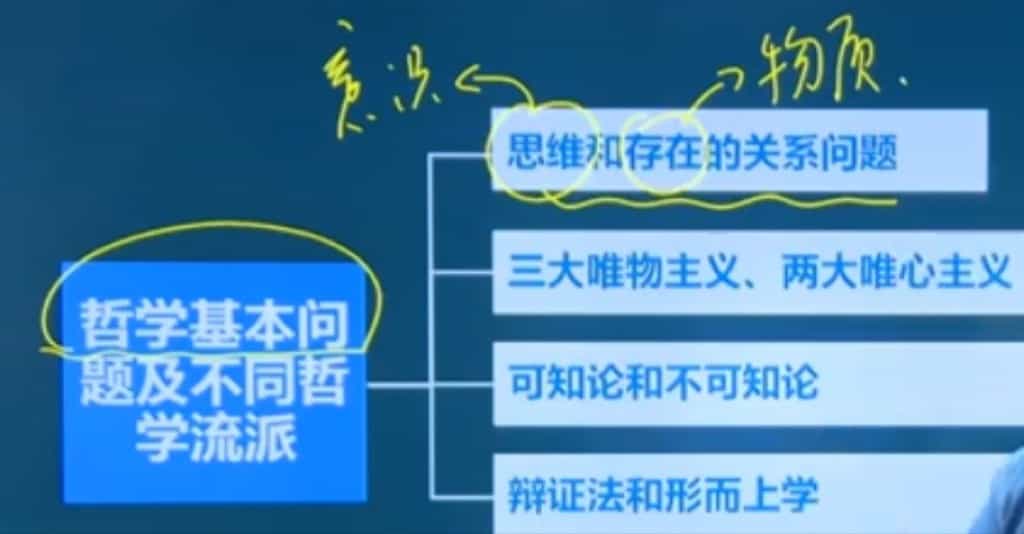 意识
物质
思维和存在的关系问题
三大唯物主义、两大唯心主义
哲学基本问
题及不同哲
学流派
可知论和不可知论
辩证法和形而上学